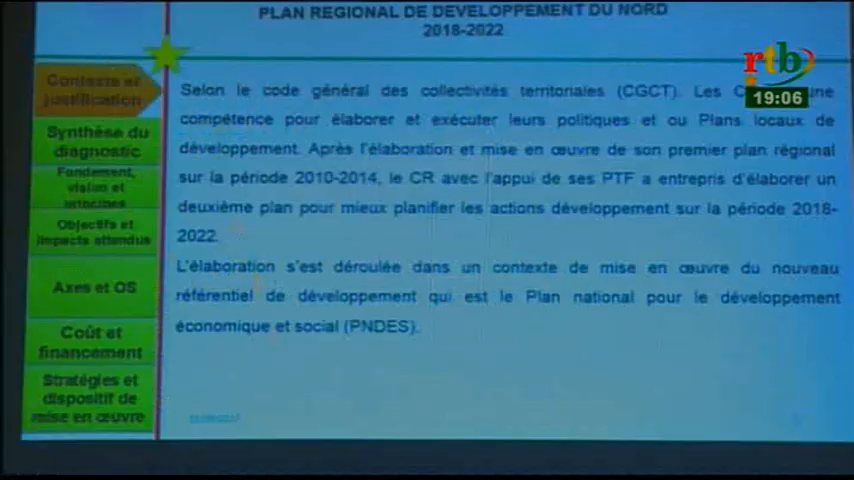 PLAN REGIONAL DE DEVELOPPEMENT DU NORD
2018-2022
rtb
19:06
Contexte et
justification
Synthèse du
diagnostic
Fondement,
vision et
principes
Objectifs et
impacts attendus
Axes et OS
Coût et
financement
Stratégies et
dispositif de
mise en œuvre
Selon le code général des collectivités territoriales (CGCT). Les une
compétence pour élaborer et exécuter leurs politiques et ou Plans locaux de
développement. Après l'élaboration et mise en œuvre de son premier plan régional
sur la période 2010-2014, le CR avec l'appui de ses PTF a entrepris d'élaborer un
deuxième plan pour mieux planifier les actions développement sur la période 2018-
2022.
L'élaboration s'est déroulée dans un contexte de mise en œuvre du nouveau
référentiel de développement qui est le Plan national pour le développement
économique et social (PNDES).